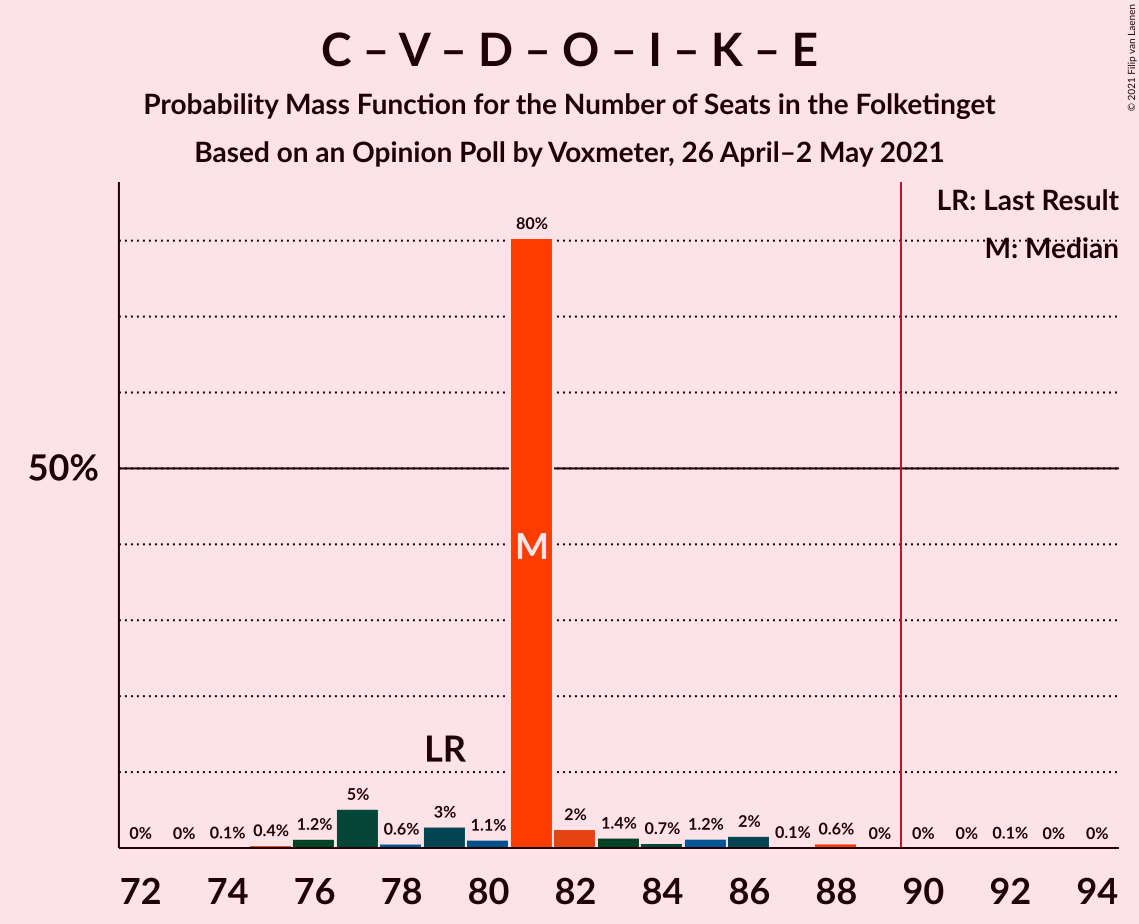 C – V – D – O – I – K – E
Probability Mass Function for the Number of Seats in the Folketinget
Based on an Opinion Poll by Voxmeter, 26 April–2 May 2021
© 2021 Filip van Laenen
LR: Last Result
M: Median
50%
80%
M
LR
0% 0% 0.1% 0.4% 1.2% 5% 0.6% 3% 1.1% 2% 1.4% 0.7% 1.2% 2% 0.1% 0.6% 0% 0% 0% 0.1% 0% 0%
72 74 76 78 80 82 84 86 88 90 92 94